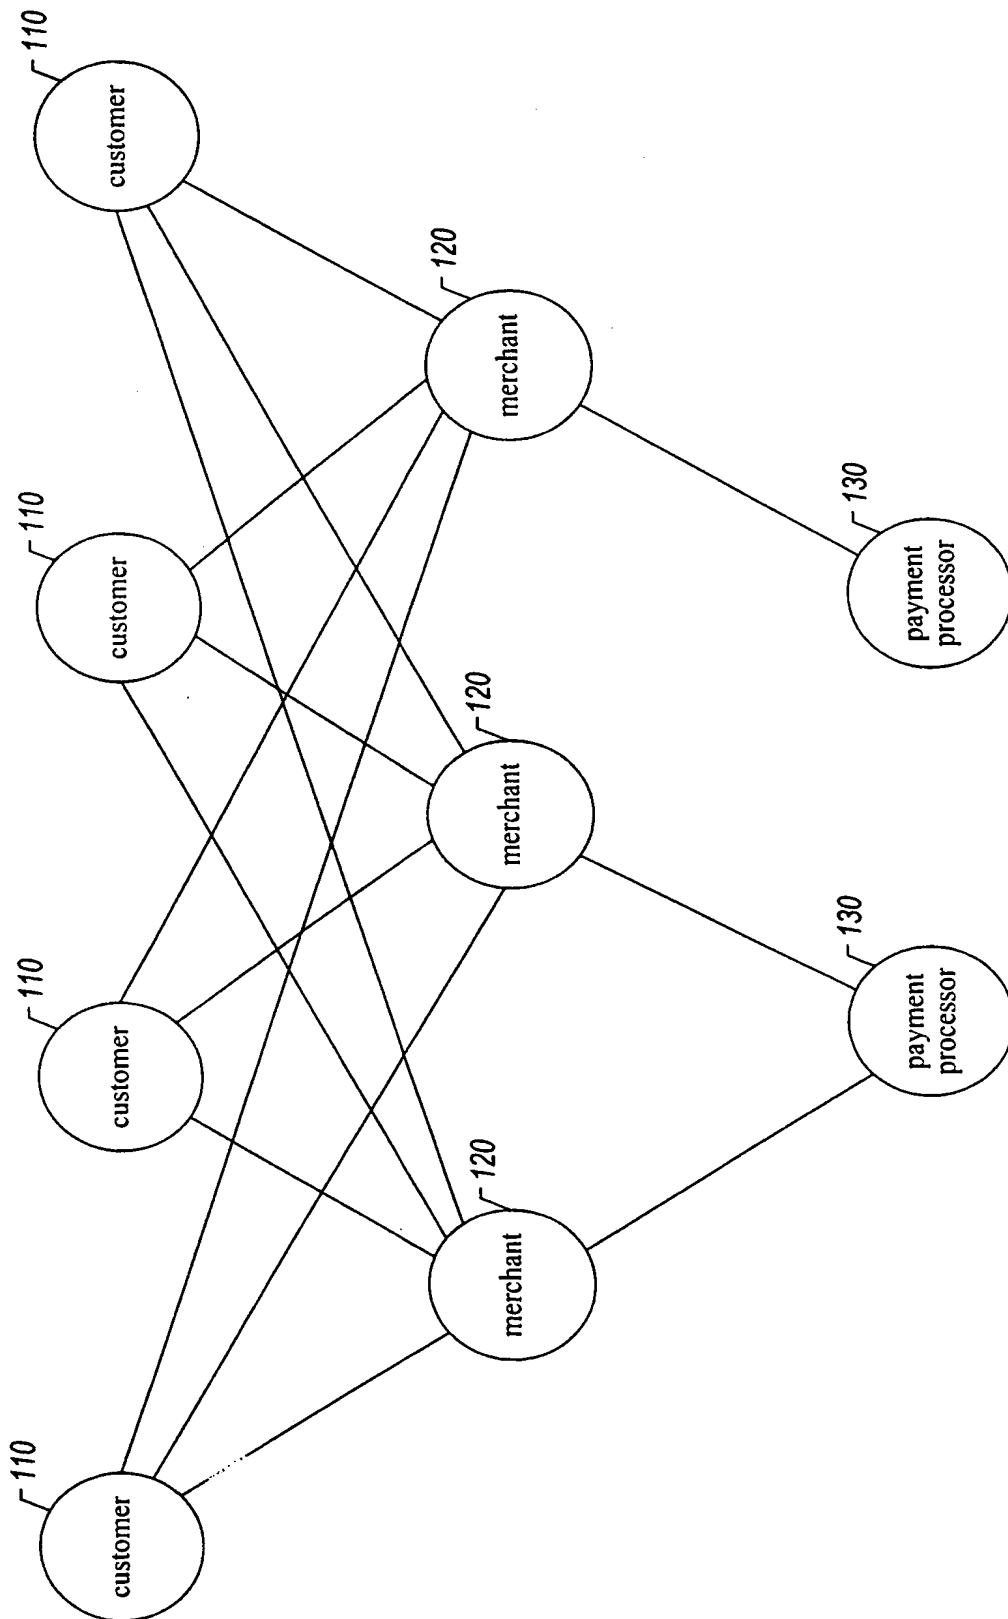 110
customer
110
customer
110
customer
110
customer
120
merchant
120
merchant
120
merchant
130
payment
processor
130
payment
processor